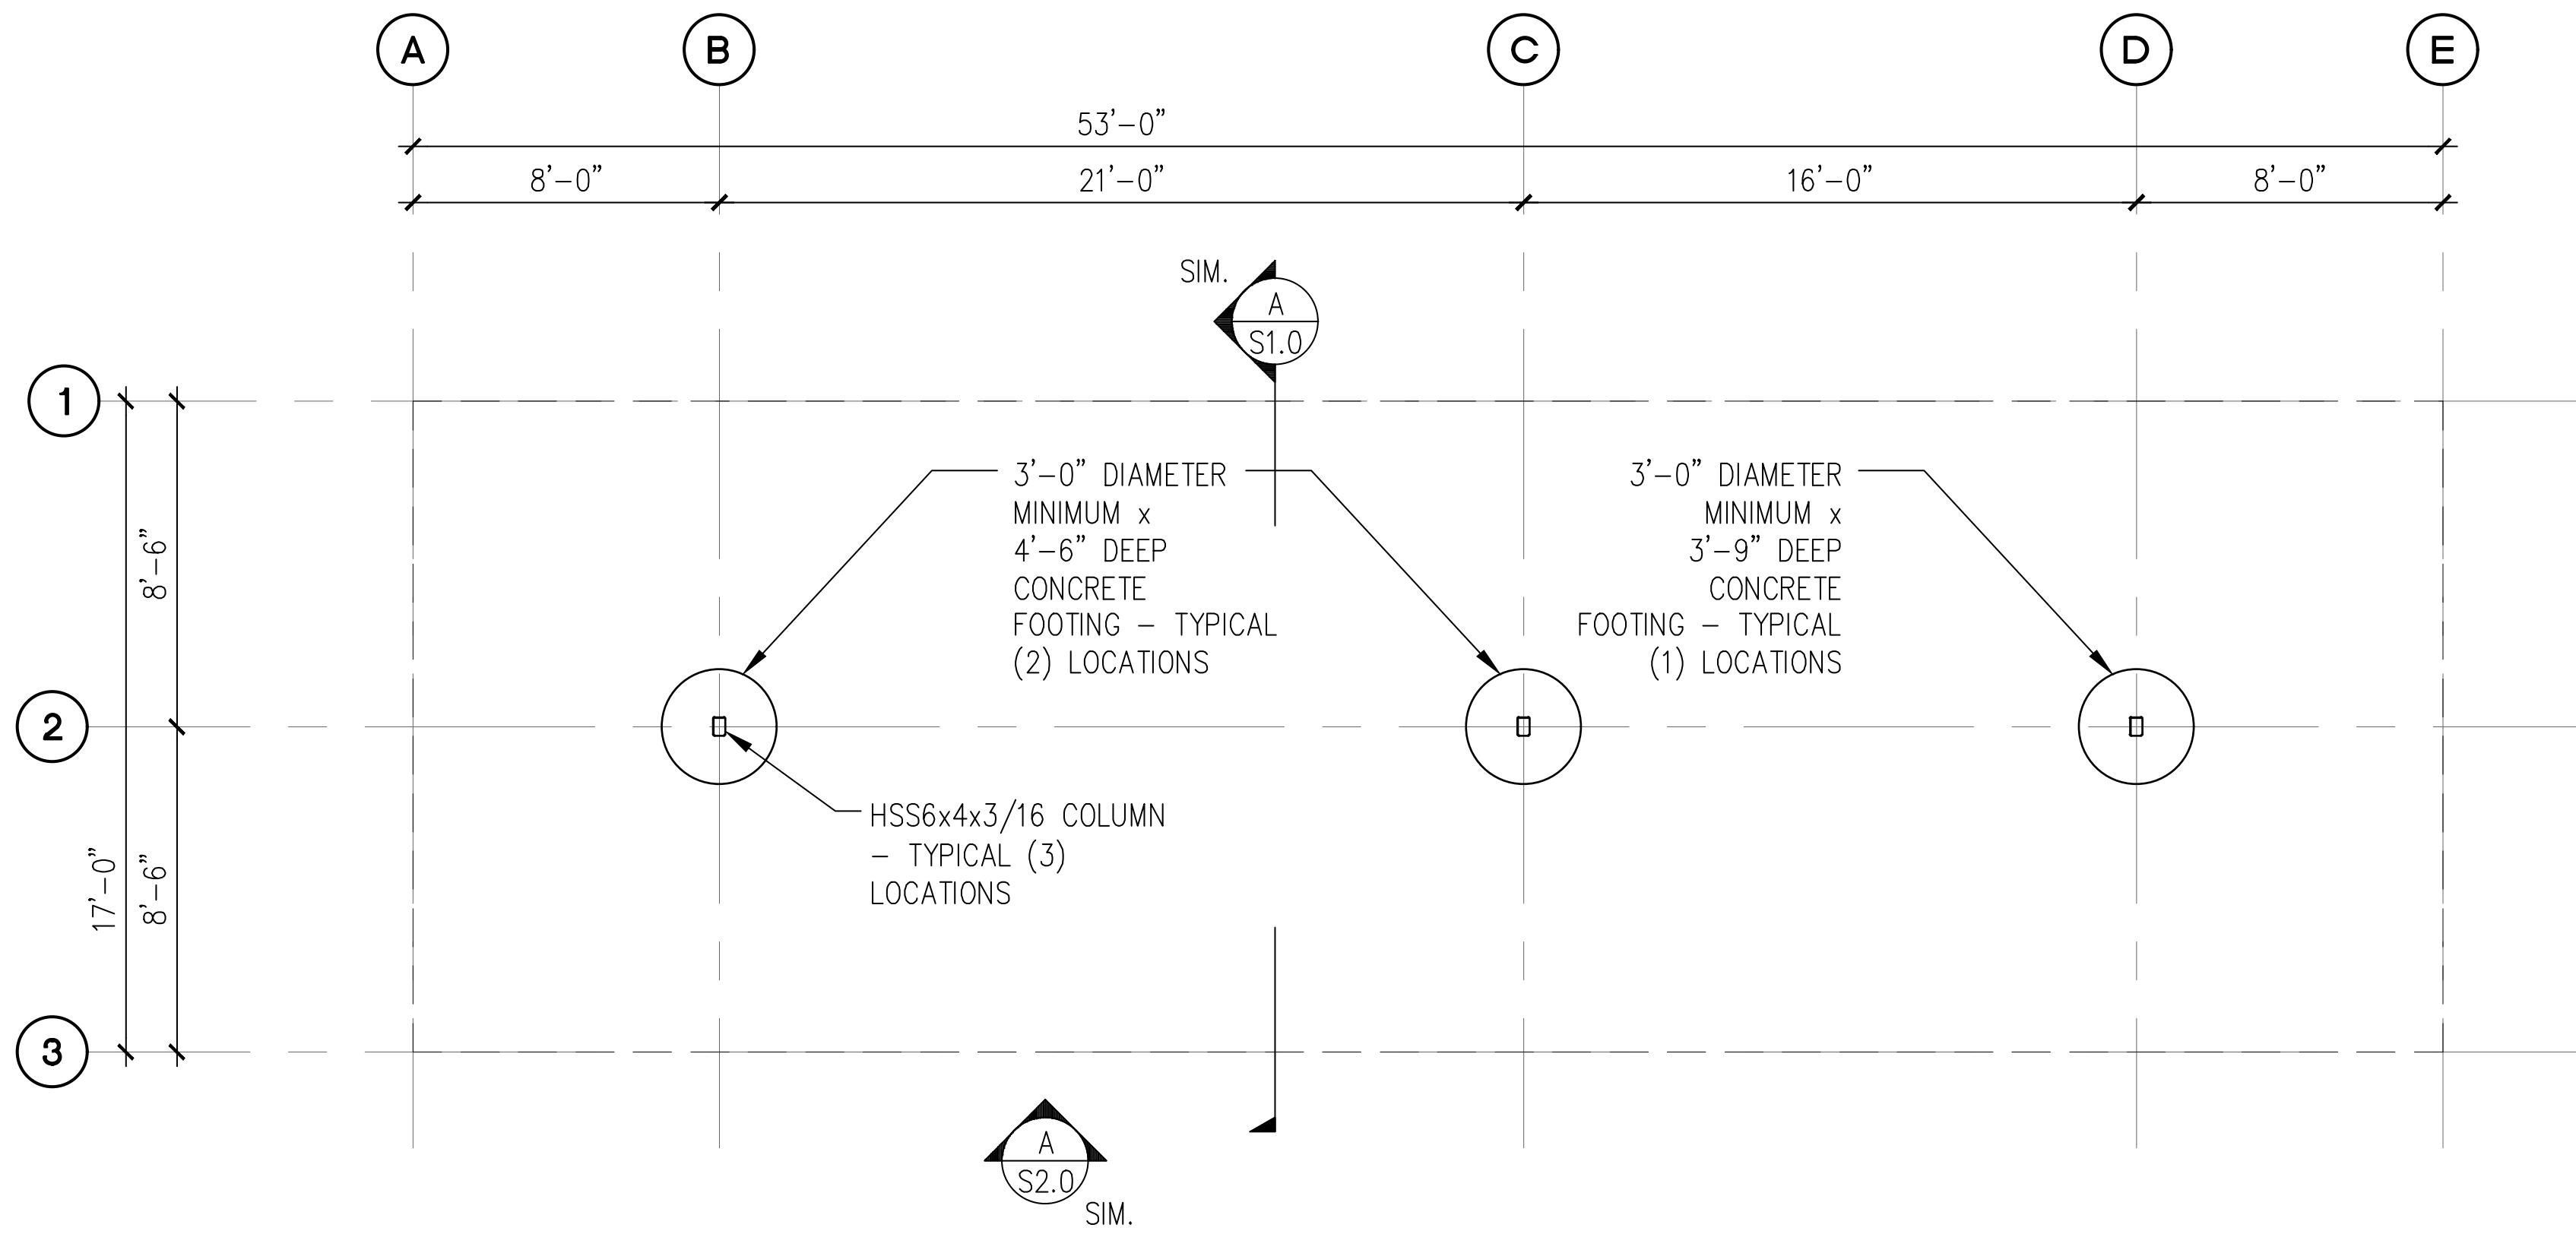 A
B
C
D
E
53'-0"
8'-0"
21'-0"
16'-0"
8'-0"
SIM.
A
S1.0
1
3'-0" DIAMETER
MINIMUM x
4'-6" DEEP
CONCRETE
FOOTING - TYPICAL
(2) LOCATIONS
3'-0" DIAMETER
MINIMUM x
3'-9" DEEP
CONCRETE
FOOTING - TYPICAL
(1) LOCATIONS
8'-6"
2
HSS6x4x3/16 COLUMN
- TYPICAL (3)
LOCATIONS
17'-0"
8'-6"
3
A
S2.0
SIM.